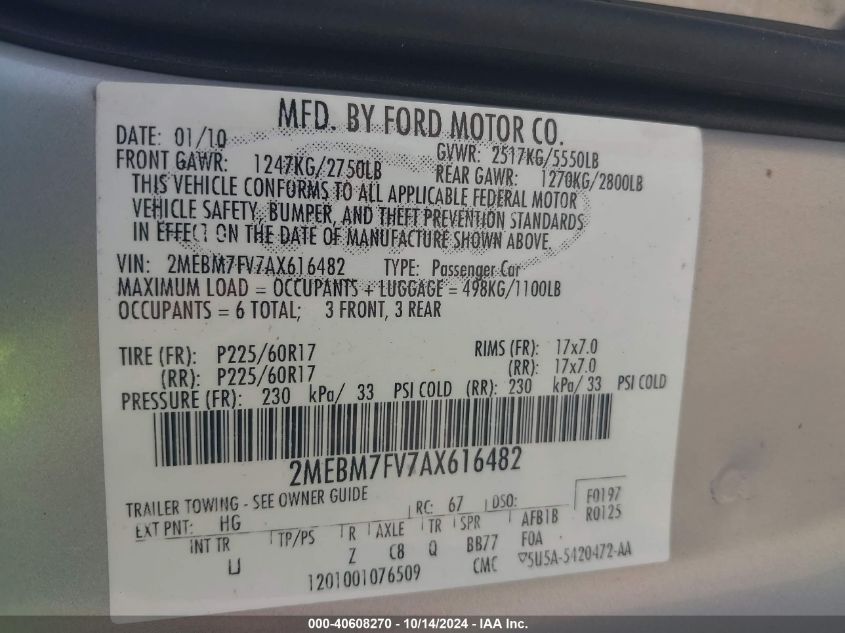 MFD. BY FORD MOTOR CO.
DATE: 01/10 GVWR: 2517KG/5550LB
FRONT GAWR: 1247KG/2750LB REAR GAWR: 1270KG/2800LB
THIS VEHICLE CONFORMS TO ALL APPLICABLE FEDERAL MOTOR
VEHICLE SAFETY, BUMPER, AND THEFT PREVENTION STANDARDS
IN EFFECT ON THE DATE OF MANUFACTURE SHOWN ABOVE.
VIN: 2MEBM7FV7AX616482 TYPE: Passenger Car
MAXIMUM LOAD = OCCUPANTS + LUGGAGE = 498KG/1100LB
OCCUPANTS = 6 TOTAL; 3 FRONT, 3 REAR
TIRE (FR): P225/60R17 RIMS (FR): 17x7.0
(RR): P225/60R17 (RR): 17x7.0
PRESSURE (FR): 230 kPa/ 33 PSI COLD (RR): 230 kPa/ 33 PSI COLD
2MEBM7FV7AX616482
TRAILER TOWING - SEE OWNER GUIDE
EXT PNT: HG RC: 67 DSO: F0197
R0125
INT TR TP/PS R AXLE TR SPR AFB1B
Z C8 Q BB77 FOA
1201001076509 CMC 5U5A-5420472-AA
000-40608270 - 10/14/2024 - IAA Inc.